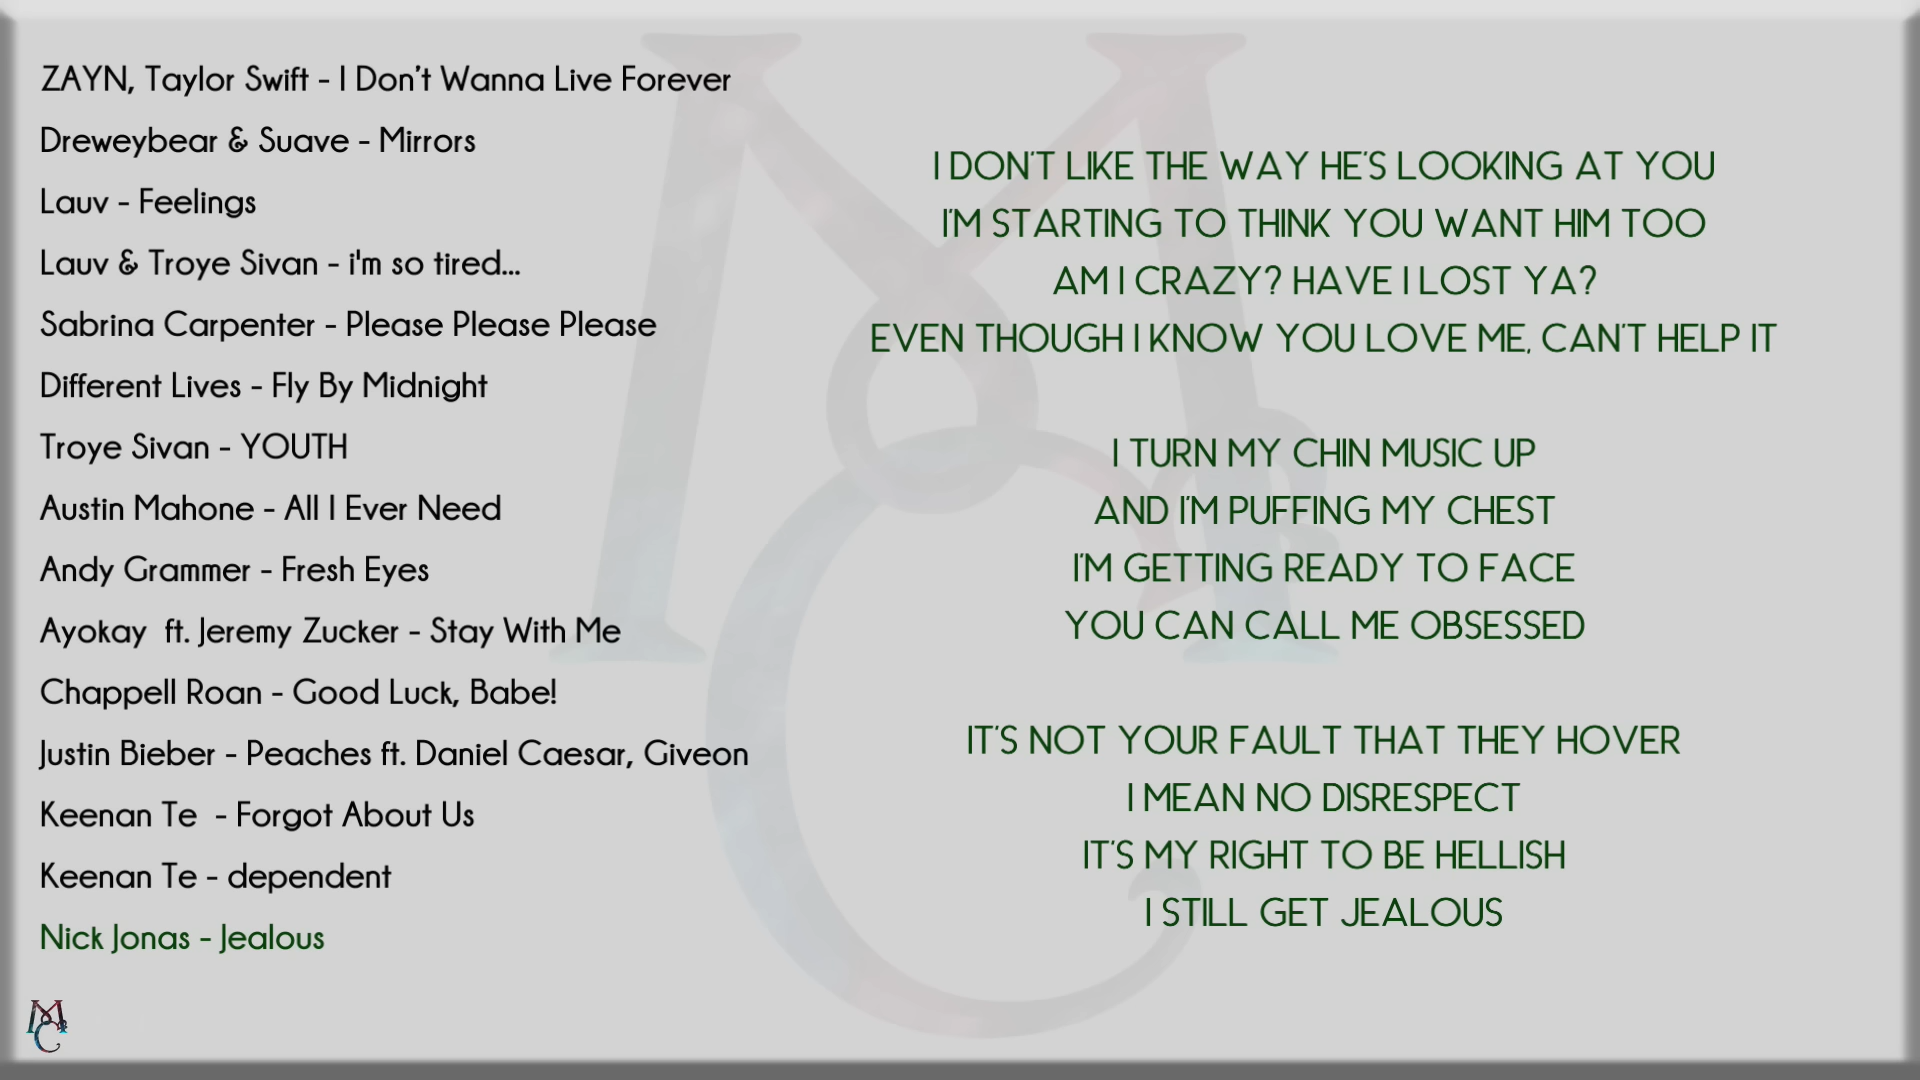 ZAYN, Taylor Swift - I Don't Wanna Live Forever
Dreweybear & Suave - Mirrors
Lauv - Feelings
Lauv & Troye Sivan - i'm so tired...
Sabrina Carpenter - Please Please Please
Different Lives - Fly By Midnight
Troye Sivan - YOUTH
Austin Mahone - All I Ever Need
Andy Grammer - Fresh Eyes
Ayokay  ft. Jeremy Zucker - Stay With Me
Chappell Roan - Good Luck, Babe!
Justin Bieber - Peaches ft. Daniel Caesar, Giveon
Keenan Te  - Forgot About Us
Keenan Te - dependent
Nick Jonas - Jealous
I DON'T LIKE THE WAY HE'S LOOKING AT YOU
I'M STARTING TO THINK YOU WANT HIM TOO
AM I CRAZY? HAVE I LOST YA?
EVEN THOUGH I KNOW YOU LOVE ME, CAN'T HELP IT
I TURN MY CHIN MUSIC UP
AND I'M PUFFING MY CHEST
I'M GETTING READY TO FACE
YOU CAN CALL ME OBSESSED
IT'S NOT YOUR FAULT THAT THEY HOVER
I MEAN NO DISRESPECT
IT'S MY RIGHT TO BE HELLISH
I STILL GET JEALOUS